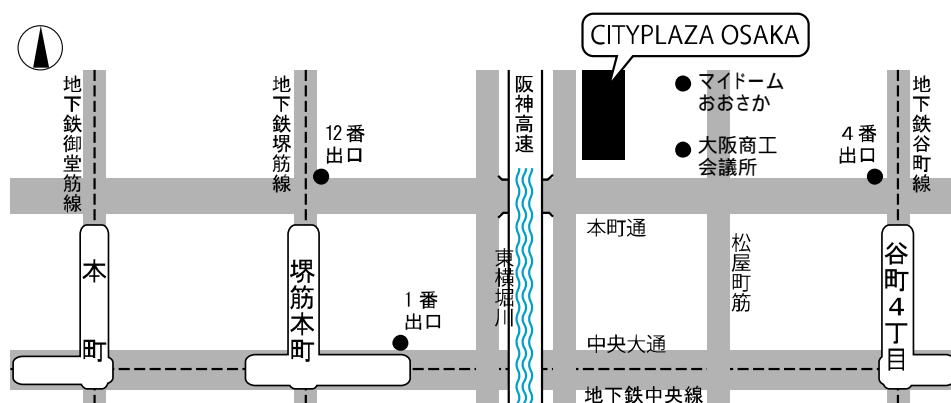 CITYPLAZA OSAKA
地下鉄御堂筋線
地下鉄堺筋線
12番
出口
阪神高速
マイドーム
おおさか
大阪商工
会議所
4番
出口
地下鉄谷町線
本町通
本町
堺筋本町
1番
出口
東横堀川
松屋町筋
谷町4丁目
中央大通
地下鉄中央線